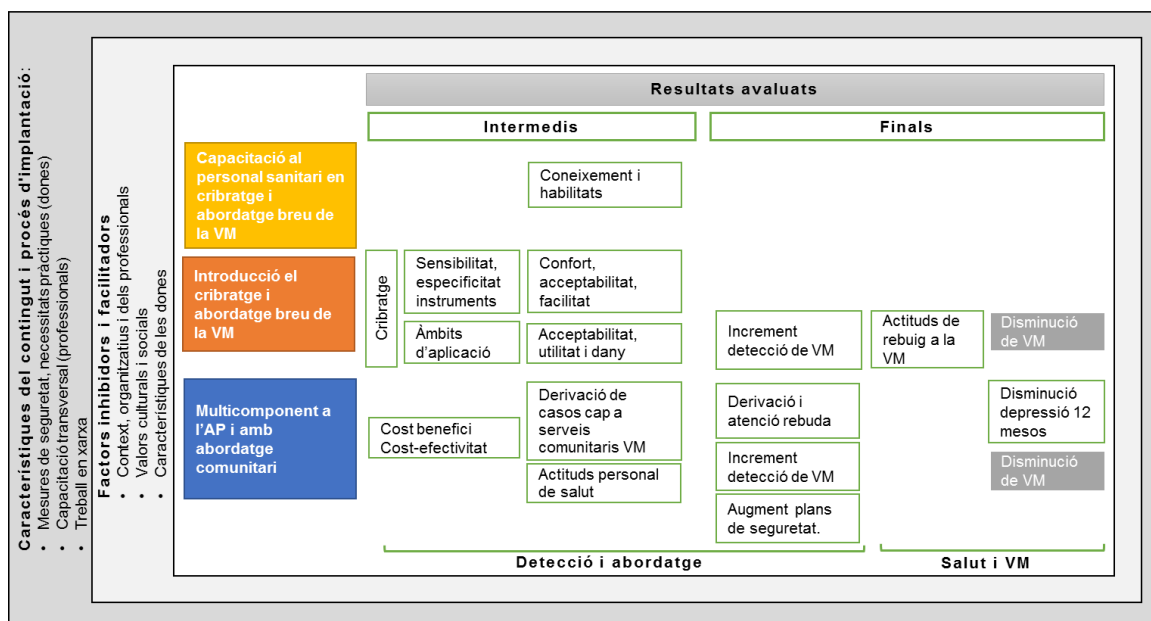 Característiques del contingut i procés d'implantació:
• Mesures de seguretat, necessitats pràctiques (dones)
• Capacitació transversal (professionals)
• Treball en xarxa
Factors inhibidors i facilitadors
• Context, organitzatius i dels professionals
• Valors culturals i socials
• Característiques de les dones
Resultats avaluats
Intermedis
Finals
Capacitació al
personal sanitari en
cribratge i
abordatge breu de
la VM
Coneixement i
habilitats
Introducció el
cribratge i
abordatge breu de
la VM
Cribratge
Sensibilitat,
especificitat
instruments
Confort,
acceptabilitat,
facilitat
Àmbits
d'aplicació
Acceptabilitat,
utilitat i dany
Increment
detecció de VM
Actituds de
rebuig a la
VM
Disminució
de VM
Multicomponent a
l'AP i amb
abordatge
comunitari
Cost benefici
Cost-efectivitat
Derivació de
casos cap a
serveis
comunitaris VM
Actituds personal
de salut
Derivació i
atenció rebuda
Increment
detecció de VM
Augment plans
de seguretat.
Disminució
depressió 12
mesos
Disminució
de VM
Detecció i abordatge
Salut i VM